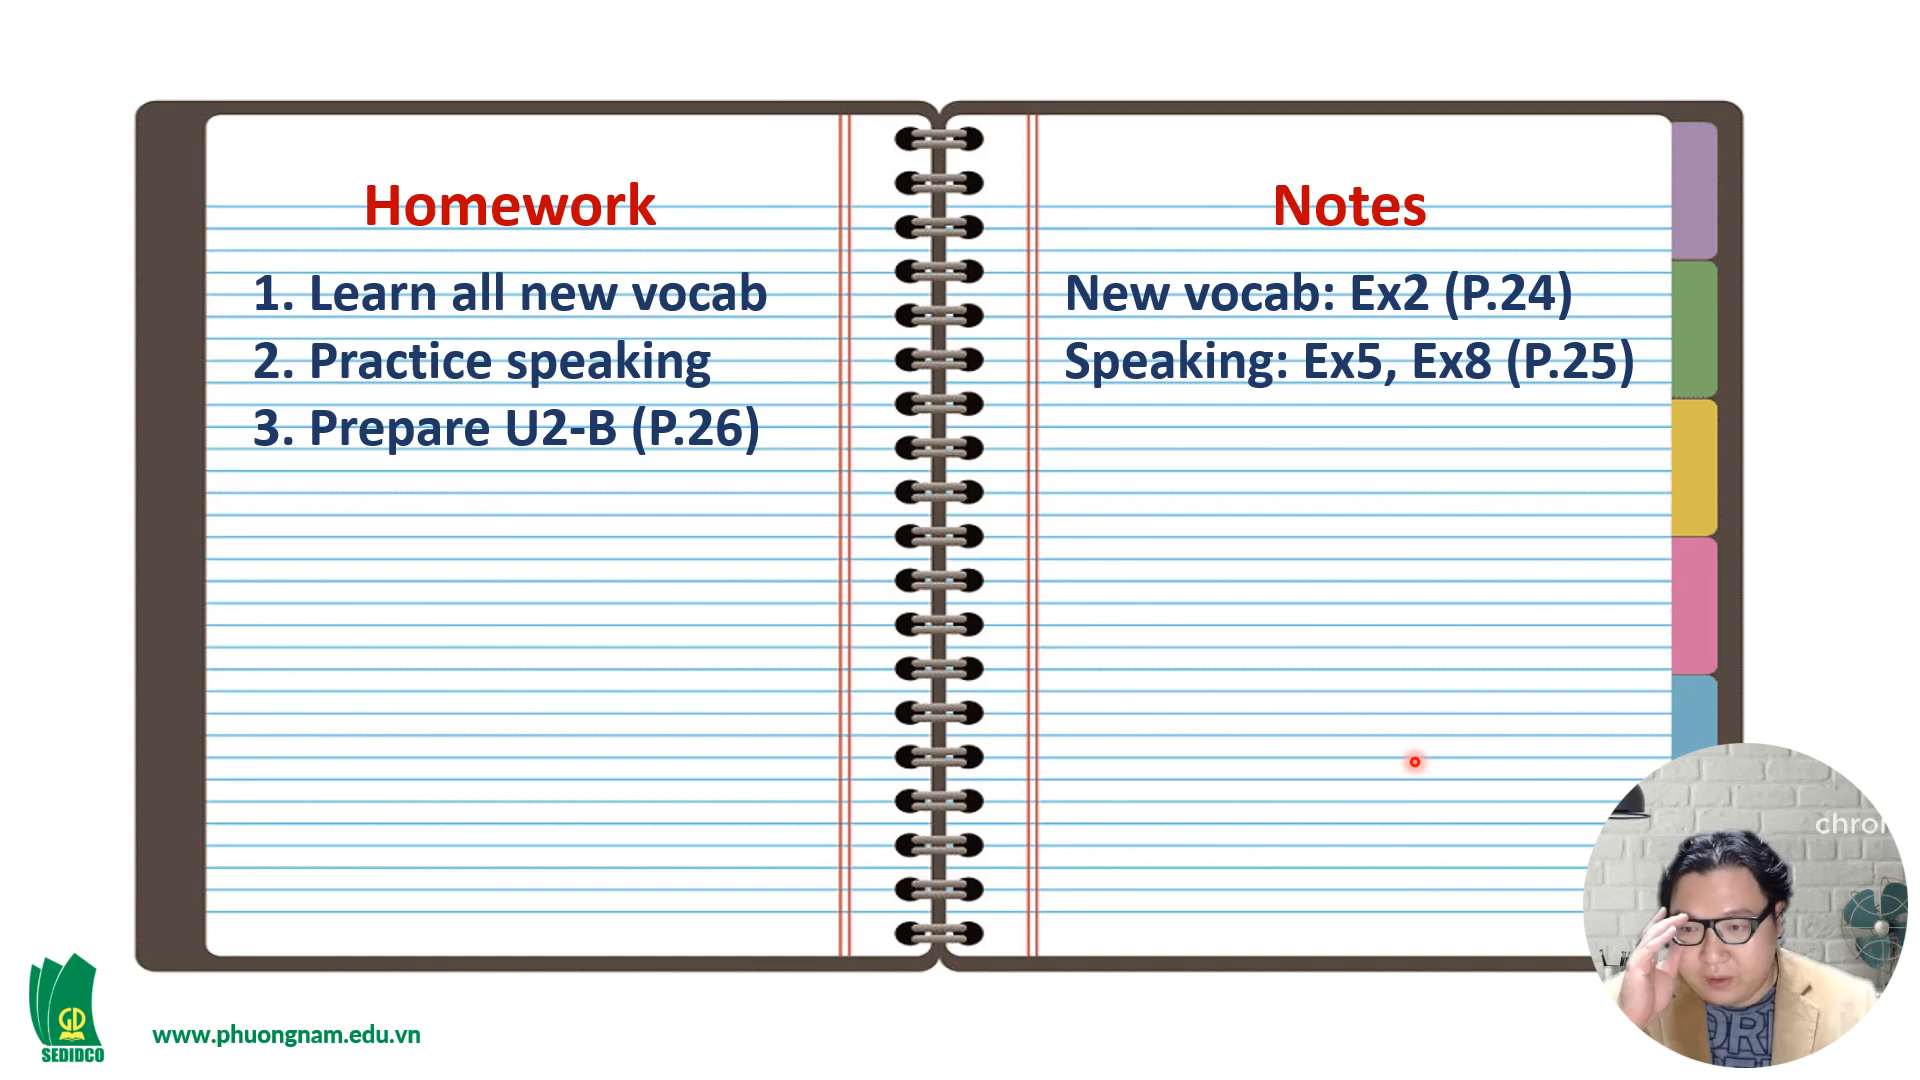 Homework
1. Learn all new vocab
2. Practice speaking
3. Prepare U2-B (P.26)
Notes
New vocab: Ex2 (P.24)
Speaking: Ex5, Ex8 (P.25)
GD
SEDIDCO
www.phuongnam.edu.vn